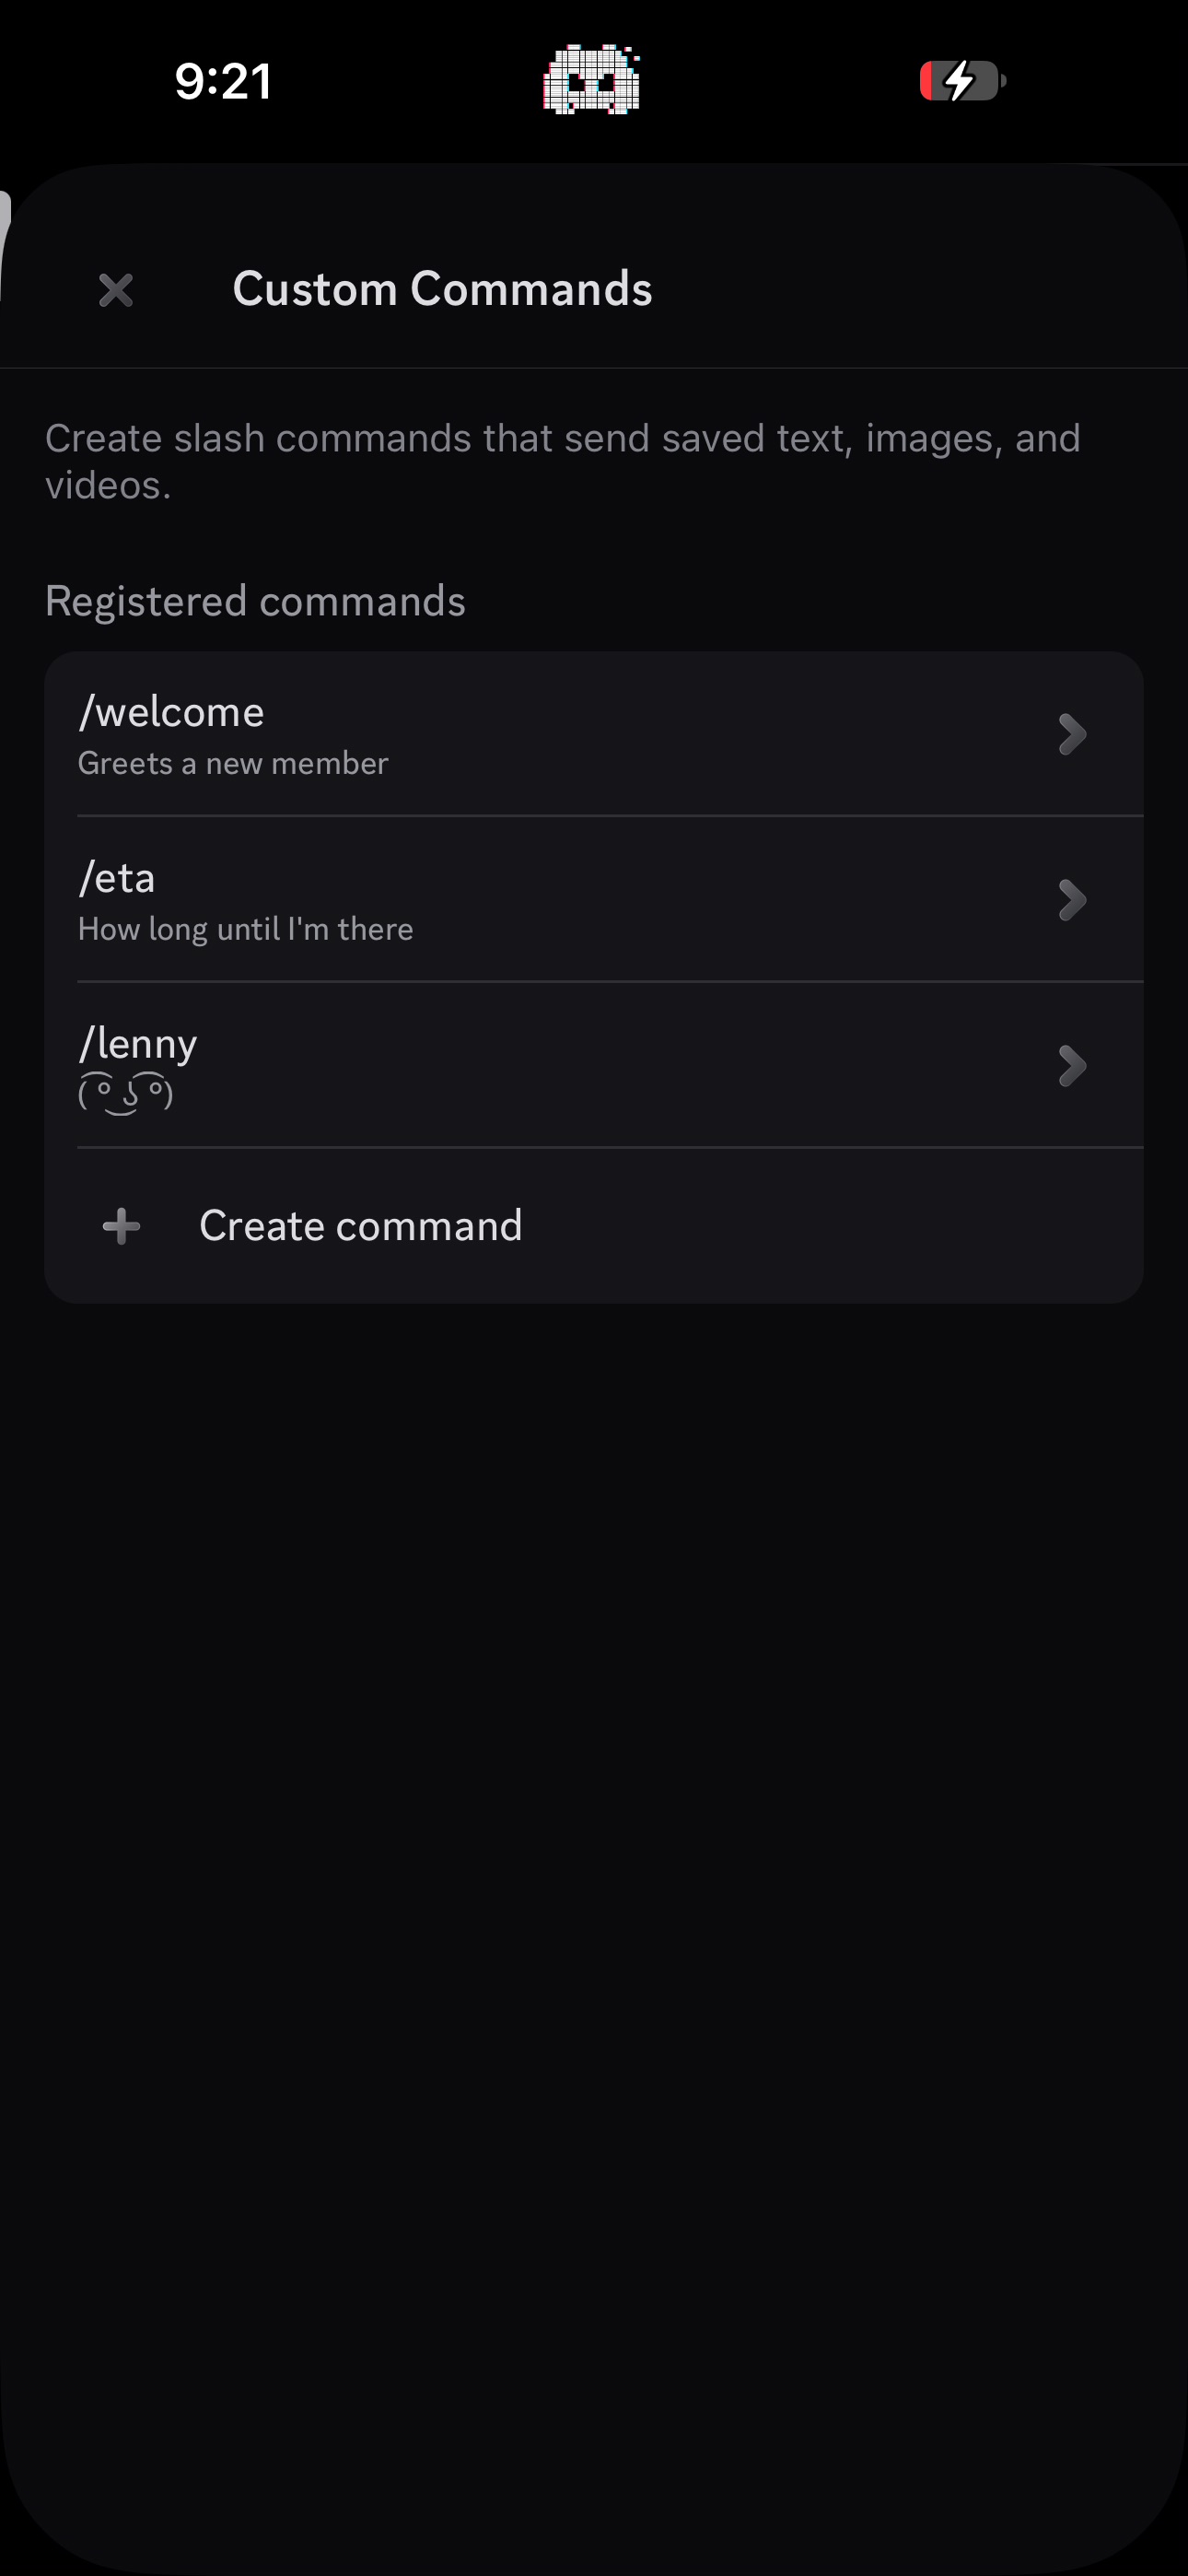 9:21
Custom Commands
Create slash commands that send saved text, images, and
videos.
Registered commands
/welcome
Greets a new member
/eta
How long until I'm there
/lenny
( ͡° ͜ʖ ͡°)
Create command